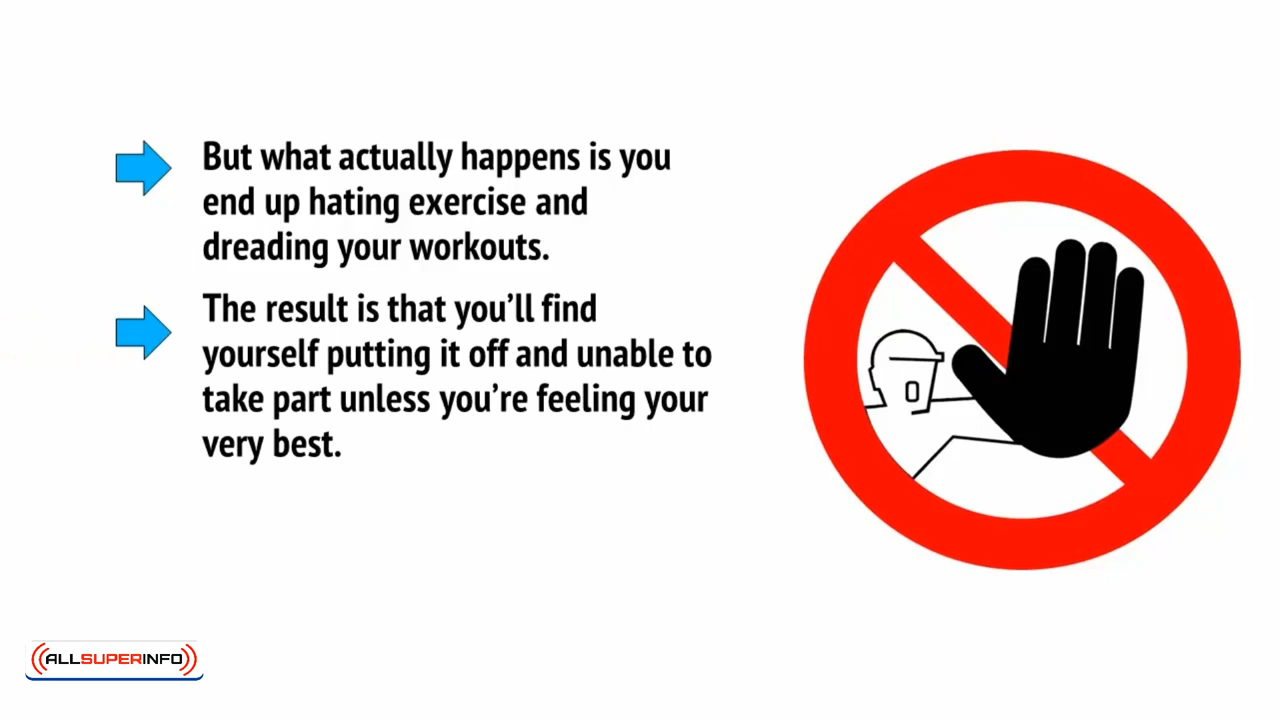 But what actually happens is you
end up hating exercise and
dreading your workouts.
The result is that you’ll find
yourself putting it off and unable to
take part unless you’re feeling your
very best.
ALLSUPERINFO